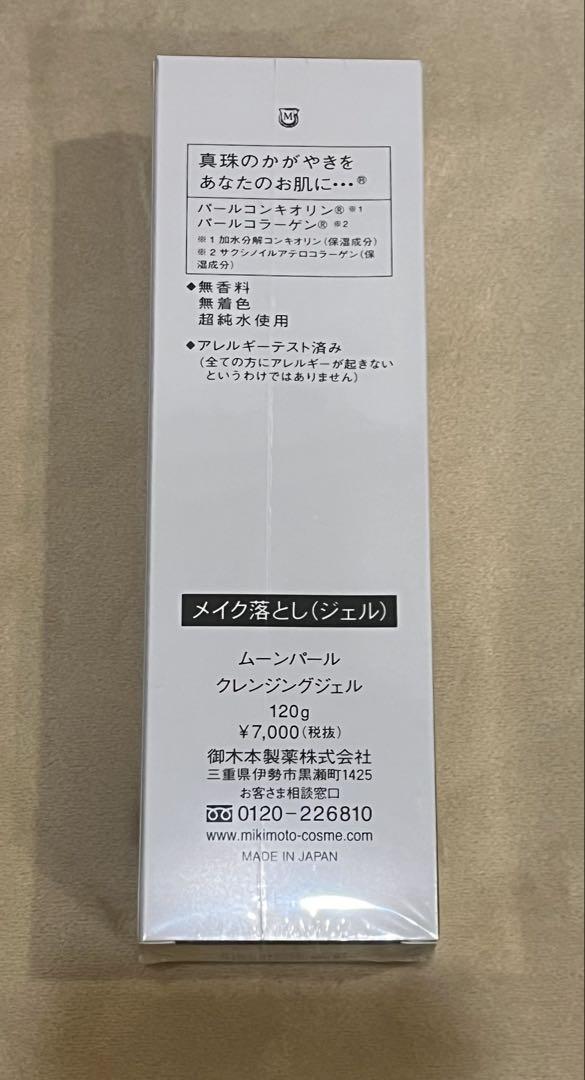 M
真珠のかがやきを
あなたのお肌に…®
パールコンキオリン® ※1
パールコラーゲン® ※2
※1 加水分解コンキオリン（保湿成分）
※2 サクシノイルアテロコラーゲン（保
湿成分）
◆無香料
無着色
超純水使用
◆アレルギーテスト済み
（全ての方にアレルギーが起きない
というわけではありません）
メイク落とし（ジェル）
ムーンパール
クレンジングジェル
120g
￥7,000（税抜）
御木本製薬株式会社
三重県伊勢市黒瀬町1425
お客さま相談窓口
0120-226810
www.mikimoto-cosme.com
MADE IN JAPAN